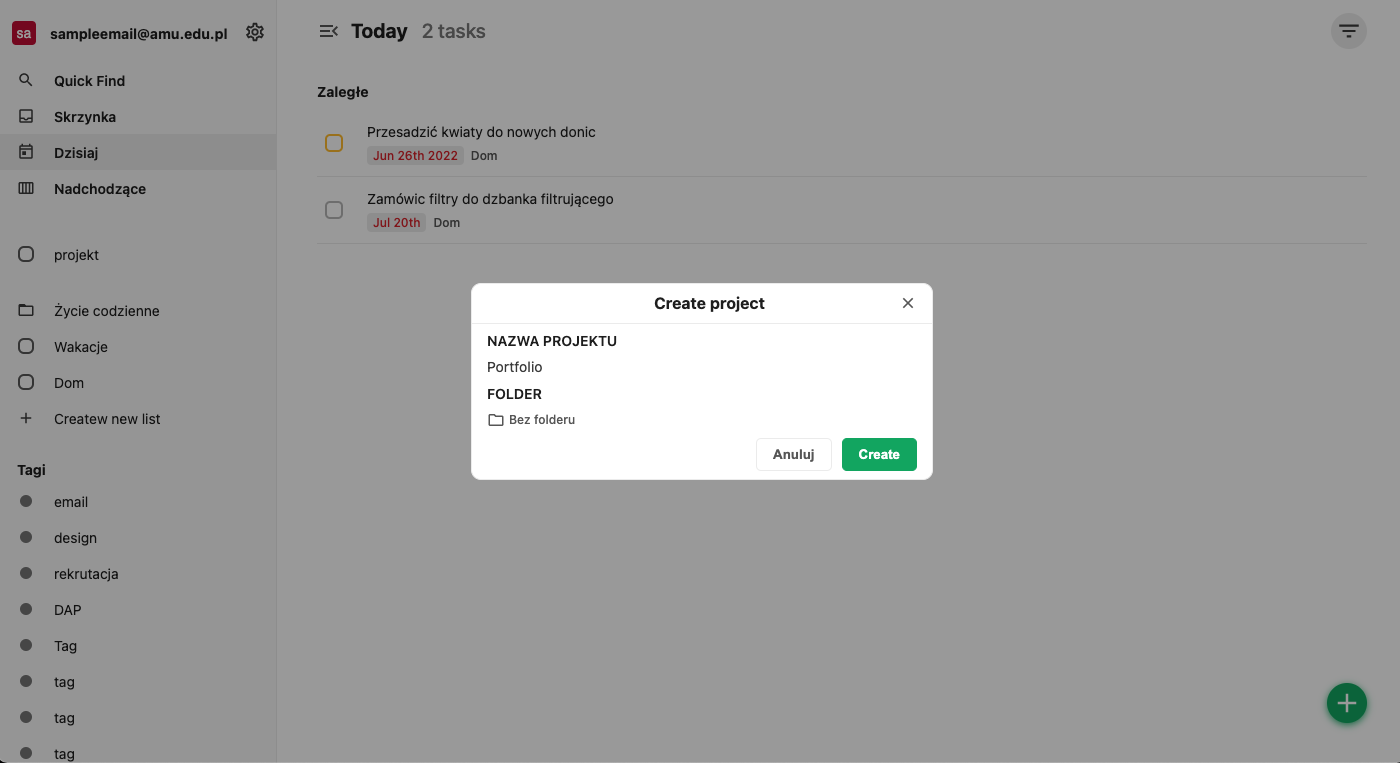 sa
sampleemail@amu.edu.pl
Quick Find
Skrzynka
Dzisiaj
Nadchodzące
projekt
Życie codzienne
Wakacje
Dom
Createw new list
Tagi
email
design
rekrutacja
DAP
Tag
tag
tag
tag
Today 2 tasks
Zaległe
Przesadzić kwiaty do nowych donic
Jun 26th 2022 Dom
Zamówic filtry do dzbanka filtrującego
Jul 20th Dom
Create project
NAZWA PROJEKTU
Portfolio
FOLDER
Bez folderu
Anuluj Create